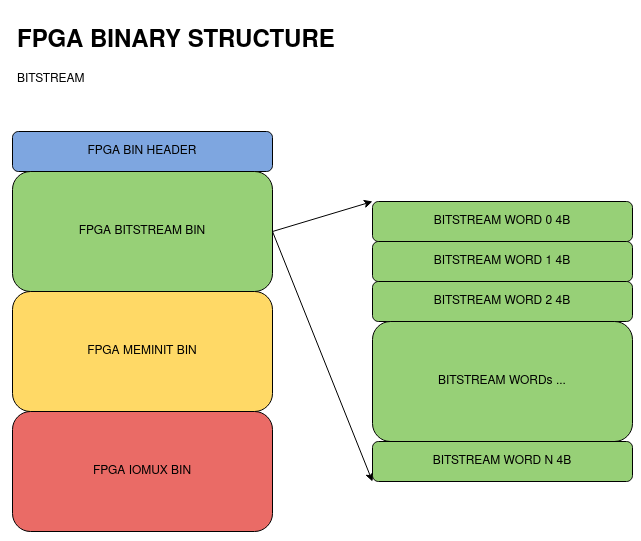 FPGA BINARY STRUCTURE
BITSTREAM
FPGA BIN HEADER
FPGA BITSTREAM BIN
FPGA MEMINIT BIN
FPGA IOMUX BIN
BITSTREAM WORD 0 4B
BITSTREAM WORD 1 4B
BITSTREAM WORD 2 4B
BITSTREAM WORDs ...
BITSTREAM WORD N 4B